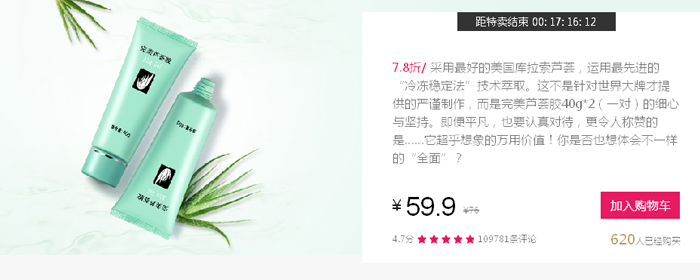 距特卖结束 00: 17: 16: 12
7.8折/ 采用最好的美国库拉索芦荟，运用最先进的
“冷冻稳定法”技术萃取。这不是针对世界大牌才提
供的严谨制作，而是完美芦荟胶40g*2（一对）的细心
与坚持。即便平凡，也要认真对待，更令人称赞的
是......它超乎想象的万用价值！你是否也想体会不一样
的“全面”？
¥ 59.9 ¥76
加入购物车
4.7分 109781条评论
620人已经购买
完美芦荟胶
完美芦荟胶